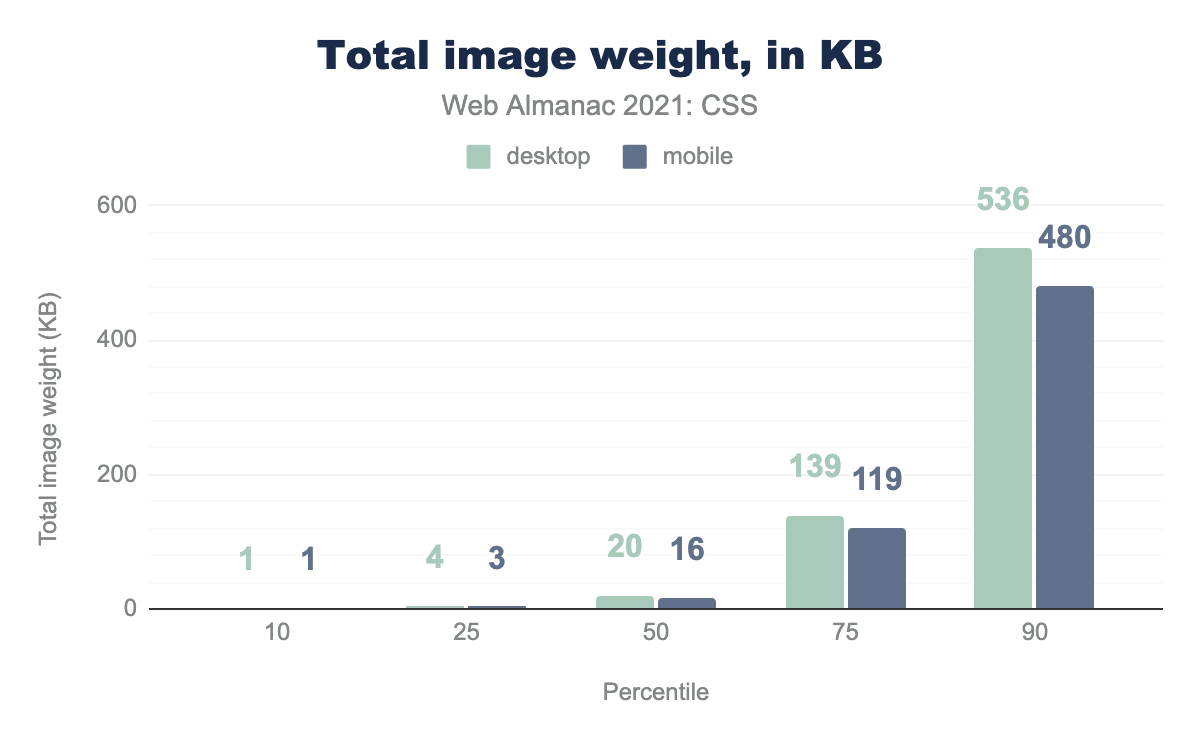 Total image weight, in KB
Web Almanac 2021: CSS
desktop mobile
Total image weight (KB)
600
400
200
0
1 1
4 3
20 16
139 119
536 480
10 25 50 75 90
Percentile